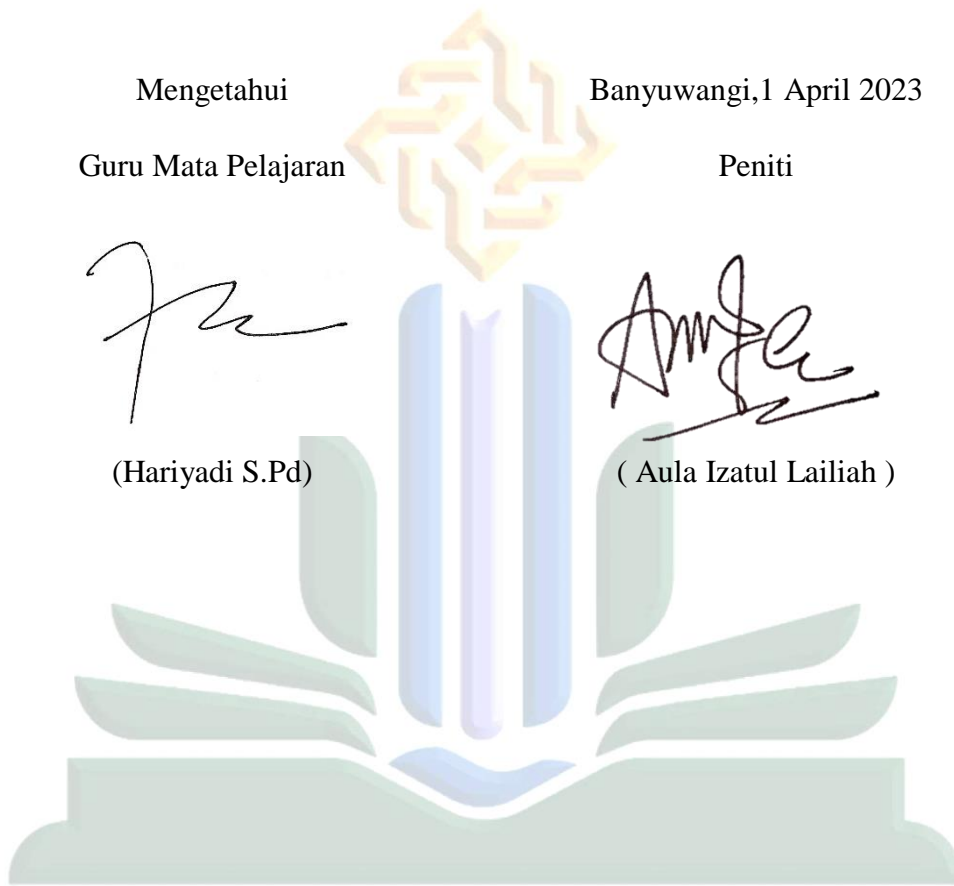 Mengetahui
Banyuwangi,1 April 2023
Guru Mata Pelajaran
Peniti
(Hariyadi S.Pd)
( Aula Izatul Lailiah )